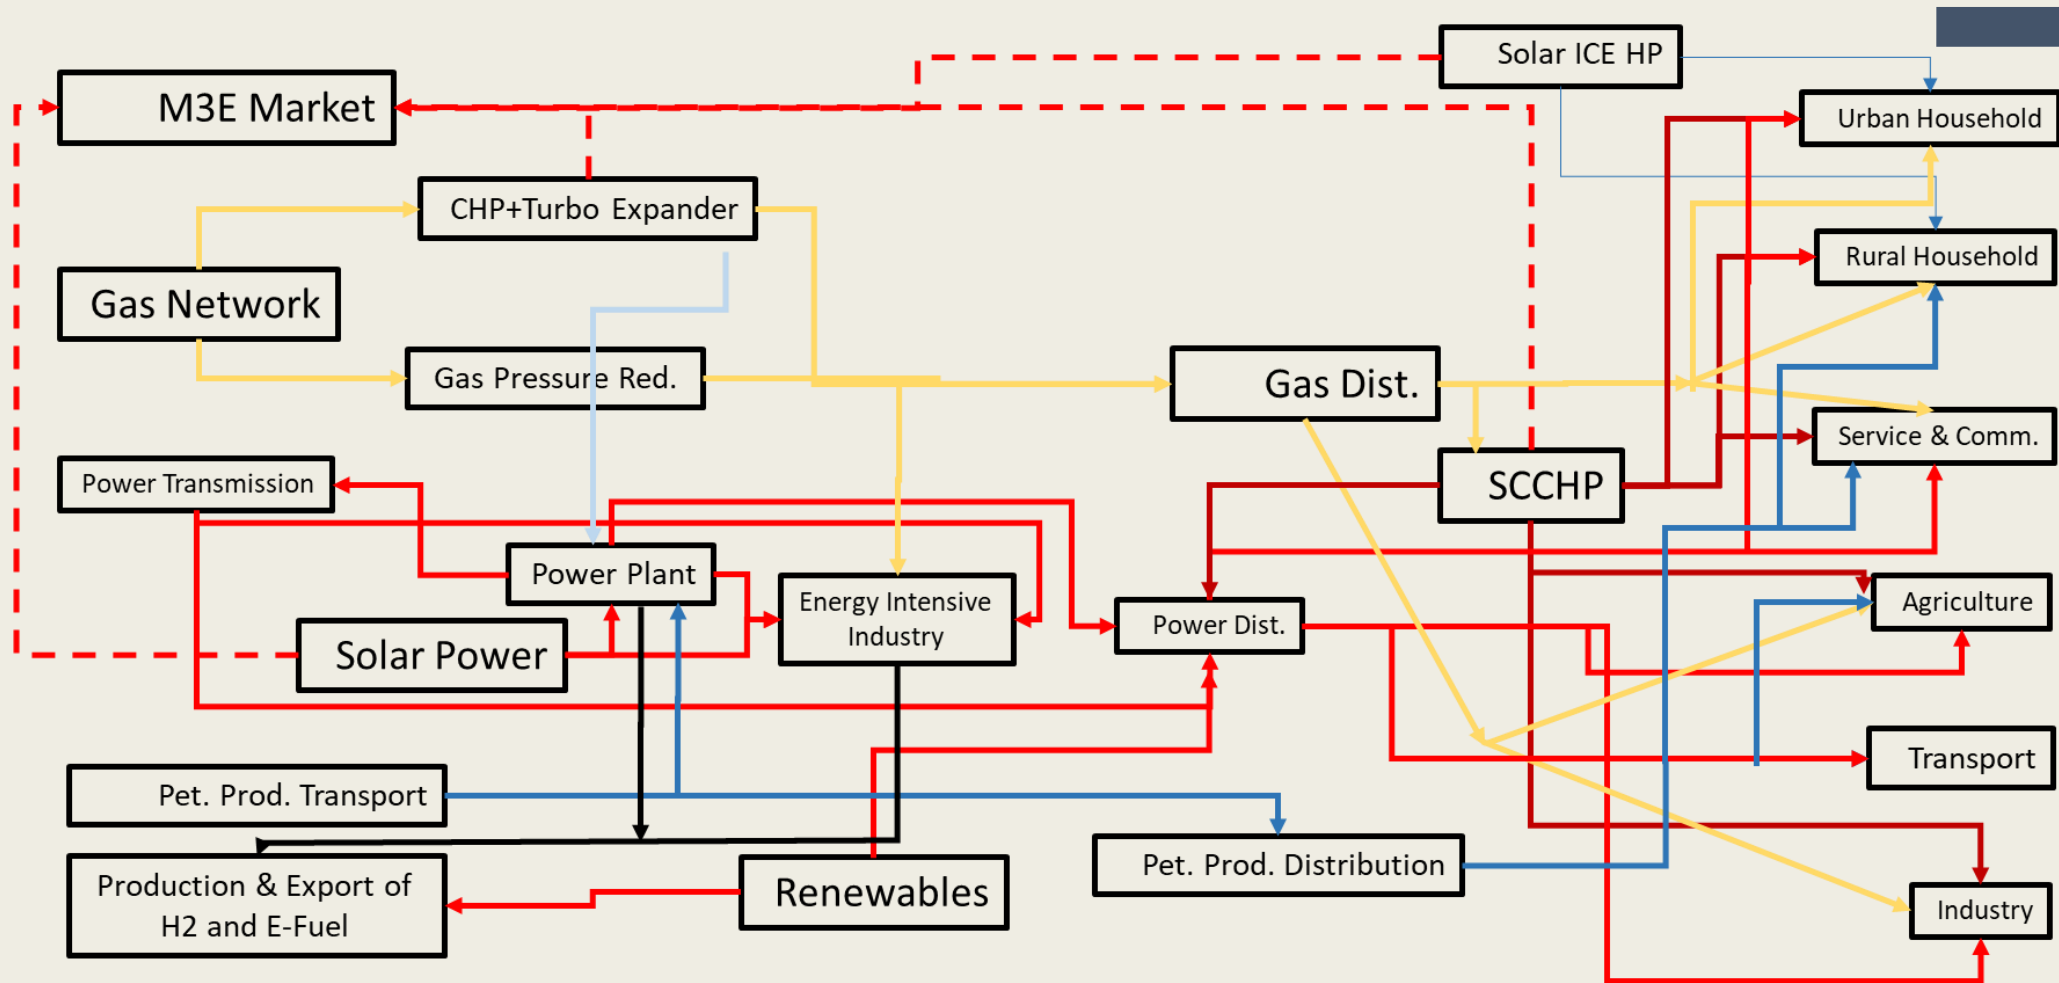 Solar ICE HP
M3E Market
Urban Household
CHP+Turbo Expander
Rural Household
Gas Network
Gas Pressure Red.
Gas Dist.
Service & Comm.
Power Transmission
SCCHP
Power Plant
Energy Intensive
Industry
Agriculture
Power Dist.
Solar Power
Transport
Pet. Prod. Transport
Pet. Prod. Distribution
Production & Export of
H2 and E-Fuel
Renewables
Industry